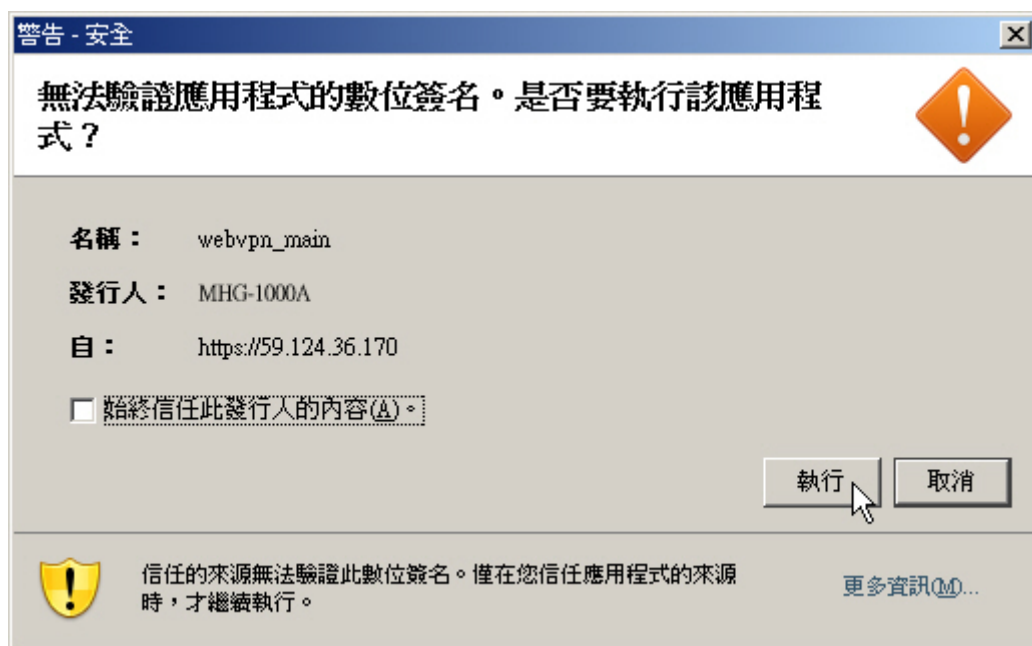 警告 - 安全
無法驗證應用程式的數位簽名。是否要執行該應用程
式？
名稱： webvpn_main
發行人： MHG-1000A
自： https://59.124.36.170
始終信任此發行人的內容(A)。
執行 取消
信任的來源無法驗證此數位簽名。僅在您信任應用程式的來源
時，才繼續執行。
更多資訊(M)...